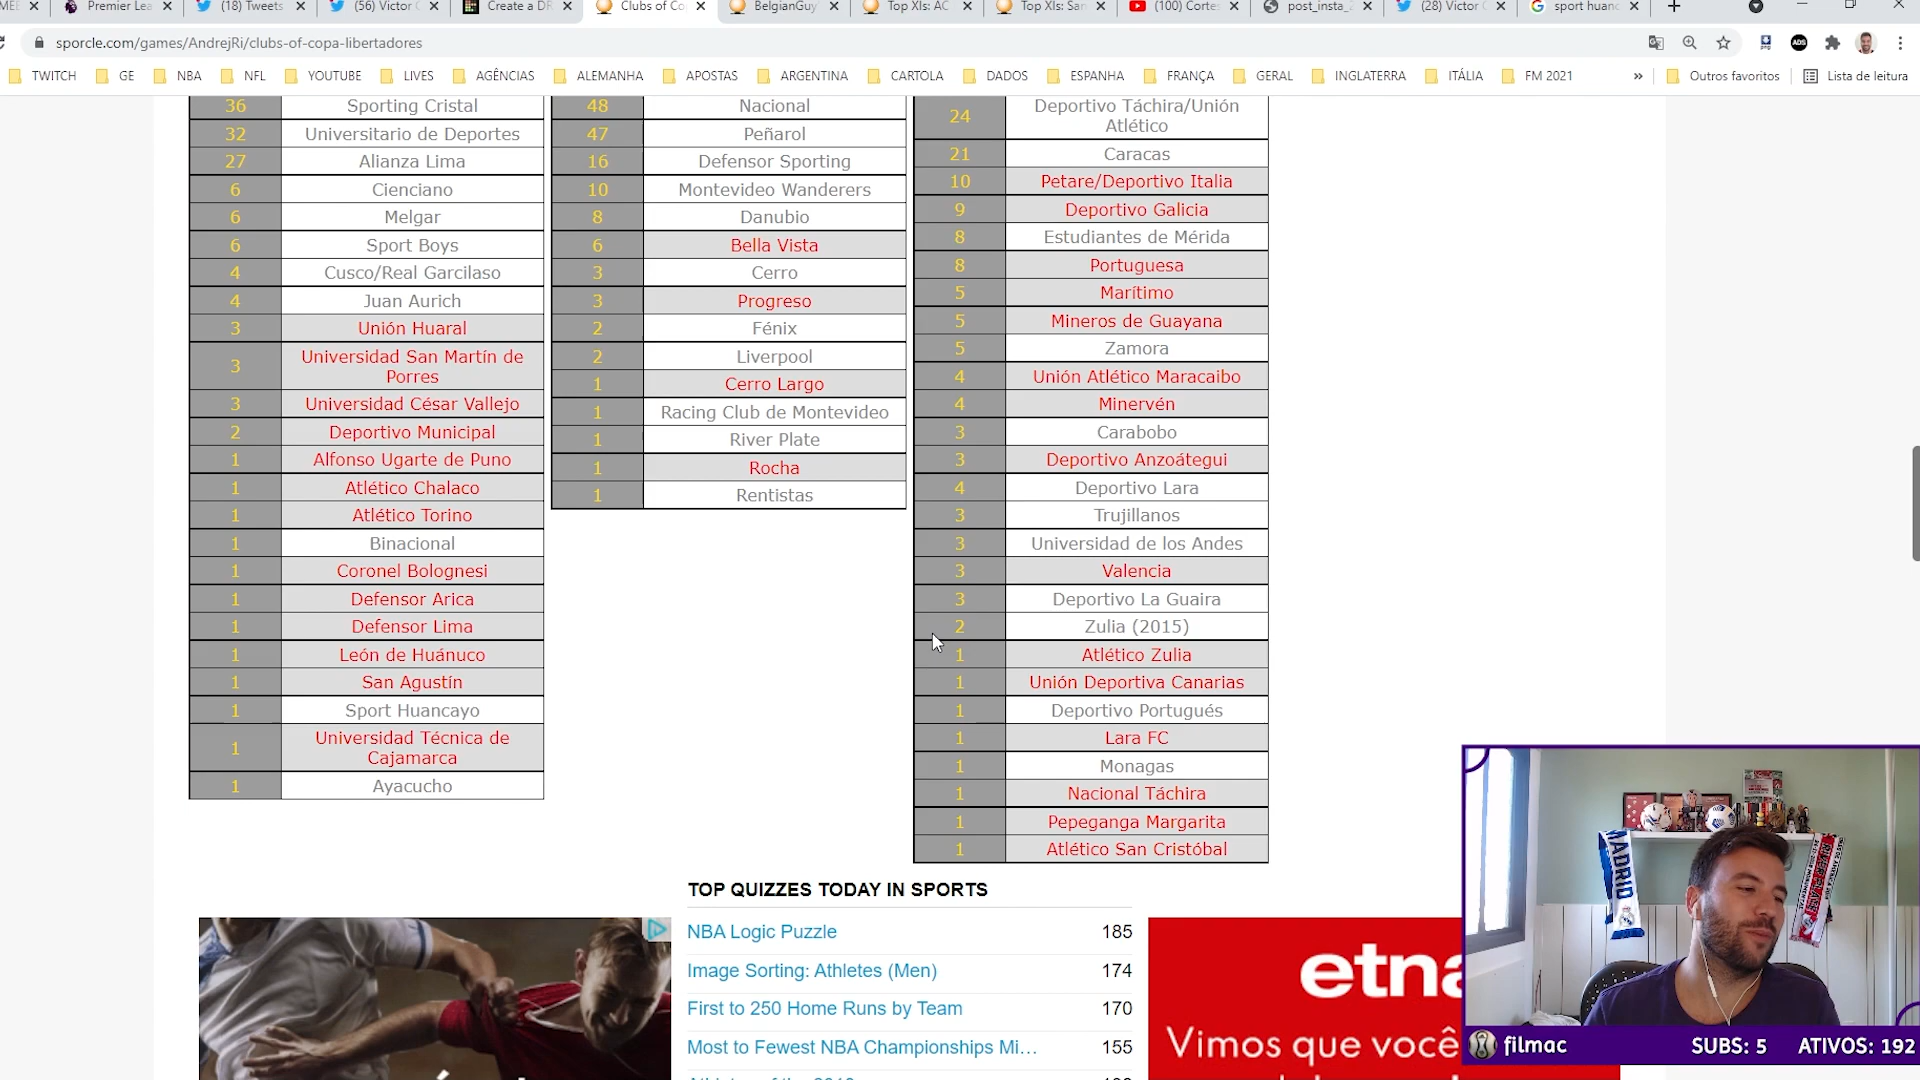 Premier Lea
(18) Tweets
(56) Victor
Create a DR
Clubs of Co
BelgianGuy
Top XIs: AC
Top XIs: San
(100) Cortes
post_insta_
(28) Victor
sport huanc
sporcle.com/games/AndrejRi/clubs-of-copa-libertadores
TWITCH GE NBA NFL YOUTUBE LIVES AGÊNCIAS ALEMANHA APOSTAS ARGENTINA CARTOLA DADOS ESPANHA FRANÇA GERAL INGLATERRA ITÁLIA FM 2021 » Outros favoritos Lista de leitura
36 Sporting Cristal
32 Universitario de Deportes
27 Alianza Lima
6 Cienciano
6 Melgar
6 Sport Boys
4 Cusco/Real Garcilaso
4 Juan Aurich
3 Unión Huaral
3 Universidad San Martín de
Porres
3 Universidad César Vallejo
2 Deportivo Municipal
1 Alfonso Ugarte de Puno
1 Atlético Chalaco
1 Atlético Torino
1 Binacional
1 Coronel Bolognesi
1 Defensor Arica
1 Defensor Lima
1 León de Huánuco
1 San Agustín
1 Sport Huancayo
1 Universidad Técnica de
Cajamarca
1 Ayacucho
48 Nacional
47 Peñarol
16 Defensor Sporting
10 Montevideo Wanderers
8 Danubio
6 Bella Vista
3 Cerro
3 Progreso
2 Fénix
2 Liverpool
1 Cerro Largo
1 Racing Club de Montevideo
1 River Plate
1 Rocha
1 Rentistas
24 Deportivo Táchira/Unión
Atlético
21 Caracas
10 Petare/Deportivo Italia
9 Deportivo Galicia
8 Estudiantes de Mérida
8 Portuguesa
5 Marítimo
5 Mineros de Guayana
5 Zamora
4 Unión Atlético Maracaibo
4 Minervén
3 Carabobo
3 Deportivo Anzoátegui
4 Deportivo Lara
3 Trujillanos
3 Universidad de los Andes
3 Valencia
3 Deportivo La Guaira
2 Zulia (2015)
1 Atlético Zulia
1 Unión Deportiva Canarias
1 Deportivo Portugués
1 Lara FC
1 Monagas
1 Nacional Táchira
1 Pepeganga Margarita
1 Atlético San Cristóbal
TOP QUIZZES TODAY IN SPORTS
NBA Logic Puzzle 185
Image Sorting: Athletes (Men) 174
First to 250 Home Runs by Team 170
Most to Fewest NBA Championships Mi... 155
etna
Vimos que você
ADRID
filmac
SUBS: 5 ATIVOS: 192